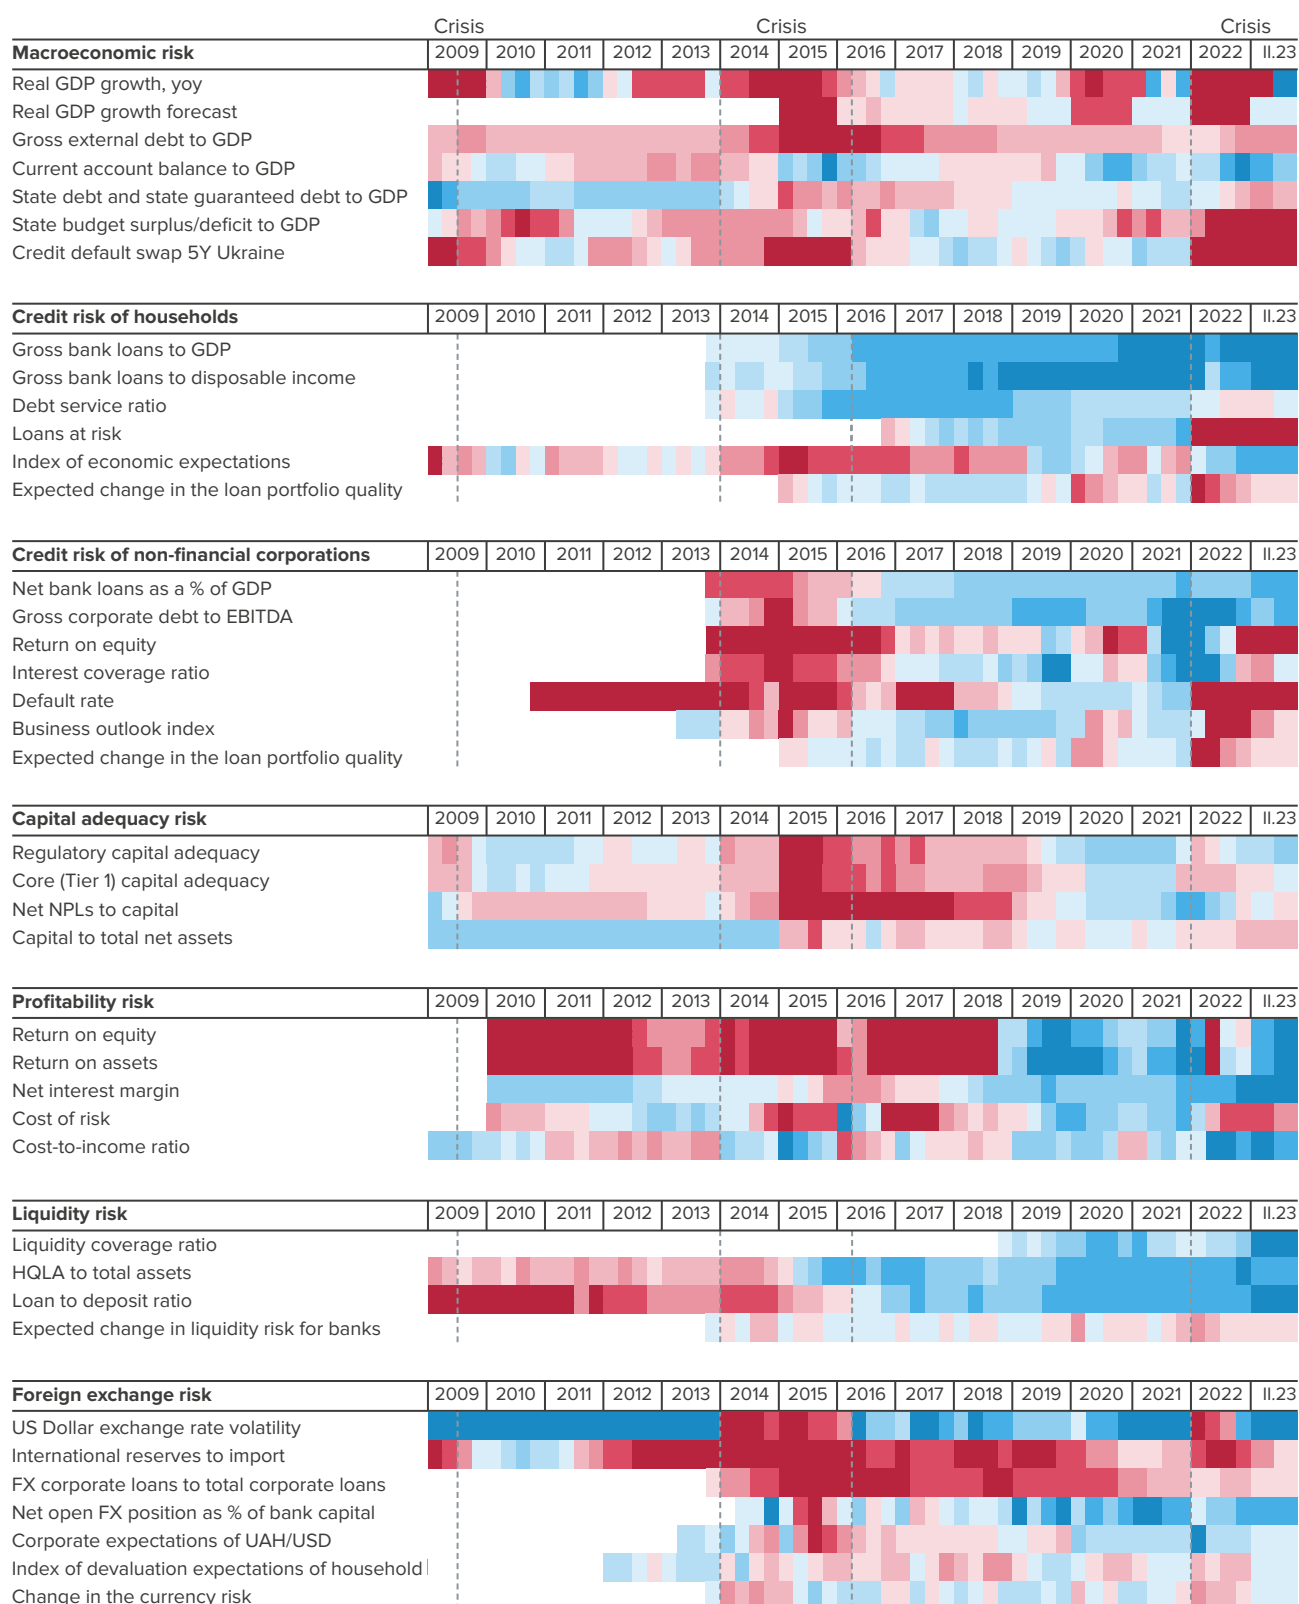 Crisis Crisis Crisis
Macroeconomic risk 2009 2010 2011 2012 2013 2014 2015 2016 2017 2018 2019 2020 2021 2022 II.23
Real GDP growth, yoy
Real GDP growth forecast
Gross external debt to GDP
Current account balance to GDP
State debt and state guaranteed debt to GDP
State budget surplus/deficit to GDP
Credit default swap 5Y Ukraine
Credit risk of households 2009 2010 2011 2012 2013 2014 2015 2016 2017 2018 2019 2020 2021 2022 II.23
Gross bank loans to GDP
Gross bank loans to disposable income
Debt service ratio
Loans at risk
Index of economic expectations
Expected change in the loan portfolio quality
Credit risk of non-financial corporations 2009 2010 2011 2012 2013 2014 2015 2016 2017 2018 2019 2020 2021 2022 II.23
Net bank loans as a % of GDP
Gross corporate debt to EBITDA
Return on equity
Interest coverage ratio
Default rate
Business outlook index
Expected change in the loan portfolio quality
Capital adequacy risk 2009 2010 2011 2012 2013 2014 2015 2016 2017 2018 2019 2020 2021 2022 II.23
Regulatory capital adequacy
Core (Tier 1) capital adequacy
Net NPLs to capital
Capital to total net assets
Profitability risk 2009 2010 2011 2012 2013 2014 2015 2016 2017 2018 2019 2020 2021 2022 II.23
Return on equity
Return on assets
Net interest margin
Cost of risk
Cost-to-income ratio
Liquidity risk 2009 2010 2011 2012 2013 2014 2015 2016 2017 2018 2019 2020 2021 2022 II.23
Liquidity coverage ratio
HQLA to total assets
Loan to deposit ratio
Expected change in liquidity risk for banks
Foreign exchange risk 2009 2010 2011 2012 2013 2014 2015 2016 2017 2018 2019 2020 2021 2022 II.23
US Dollar exchange rate volatility
International reserves to import
FX corporate loans to total corporate loans
Net open FX position as % of bank capital
Corporate expectations of UAH/USD
Index of devaluation expectations of household
Change in the currency risk